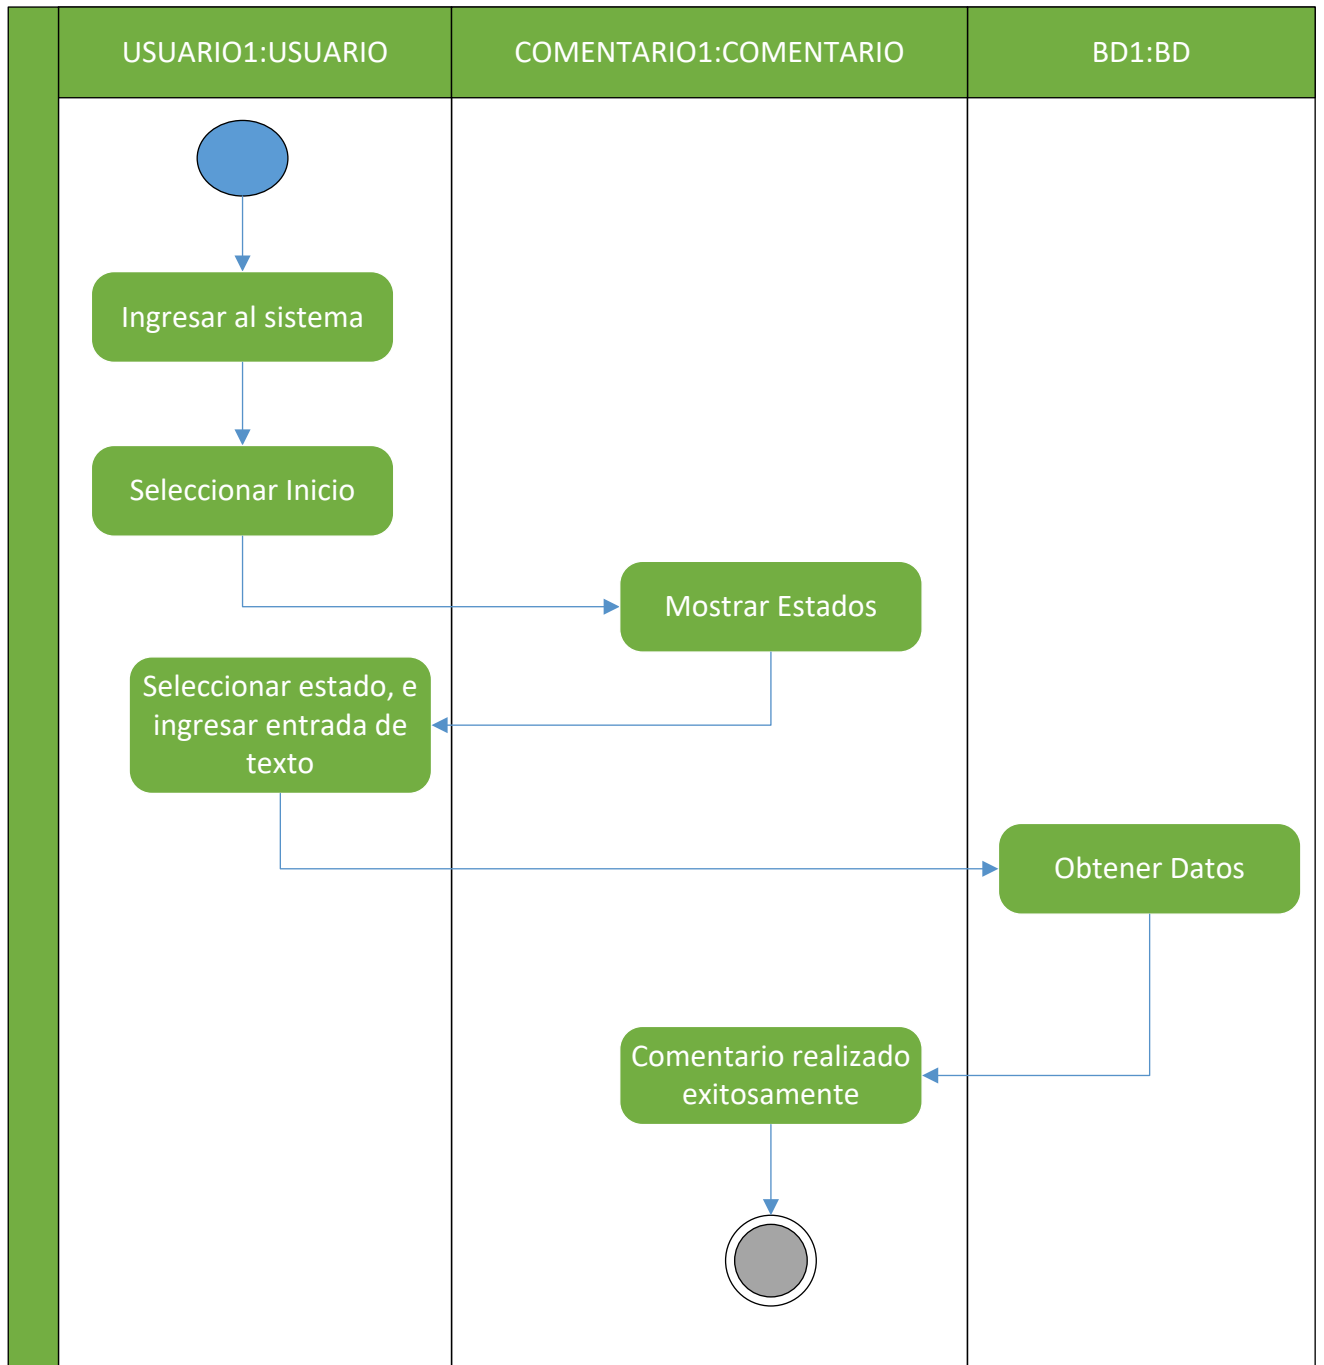 USUARIO1:USUARIO
COMENTARIO1:COMENTARIO
BD1:BD
Ingresar al sistema
Seleccionar Inicio
Mostrar Estados
Seleccionar estado, e
ingresar entrada de
texto
Obtener Datos
Comentario realizado
exitosamente